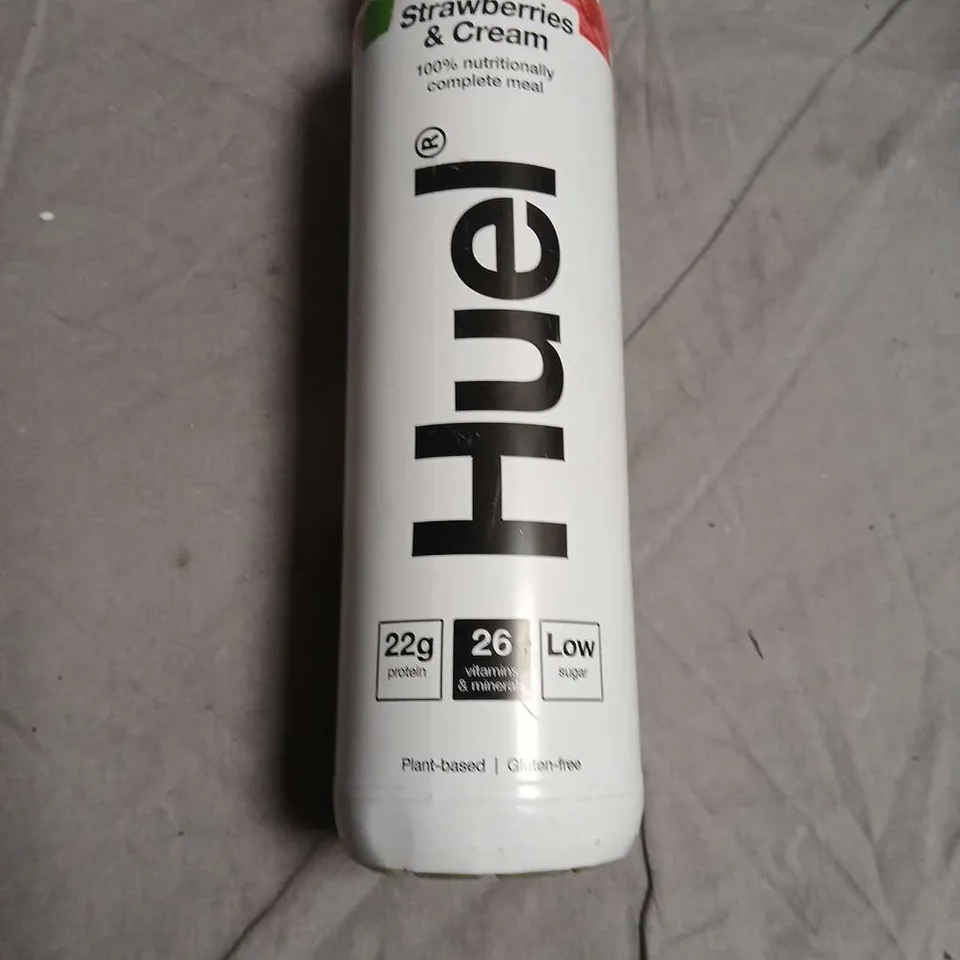 Strawberries
& Cream
100% nutritionally
complete meal
Huel®
22g
protein
26
vitamins
& minerals
Low
sugar
Plant-based | Gluten-free